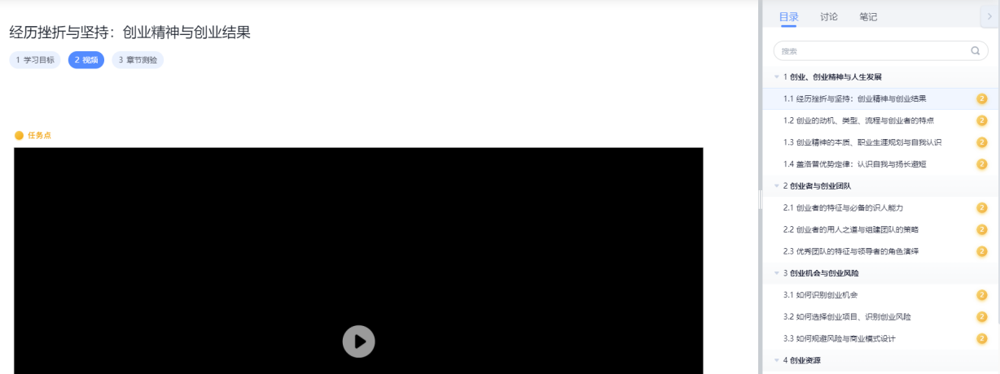 经历挫折与坚持：创业精神与创业结果
1 学习目标 2 视频 3 章节测验
任务点
目录 讨论 笔记
搜索
1 创业、创业精神与人生发展
1.1 经历挫折与坚持：创业精神与创业结果 2
1.2 创业的动机、类型、流程与创业者的特点 2
1.3 创业精神的本质、职业生涯规划与自我认识 2
1.4 盖洛普优势定律：认识自我与扬长避短 2
2 创业者与创业团队
2.1 创业者的特征与必备的识人能力 2
2.2 创业者的用人之道与组建团队的策略 2
2.3 优秀团队的特征与领导者的角色演绎 2
3 创业机会与创业风险
3.1 如何识别创业机会 2
3.2 如何选择创业项目、识别创业风险 2
3.3 如何规避风险与商业模式设计 2
4 创业资源